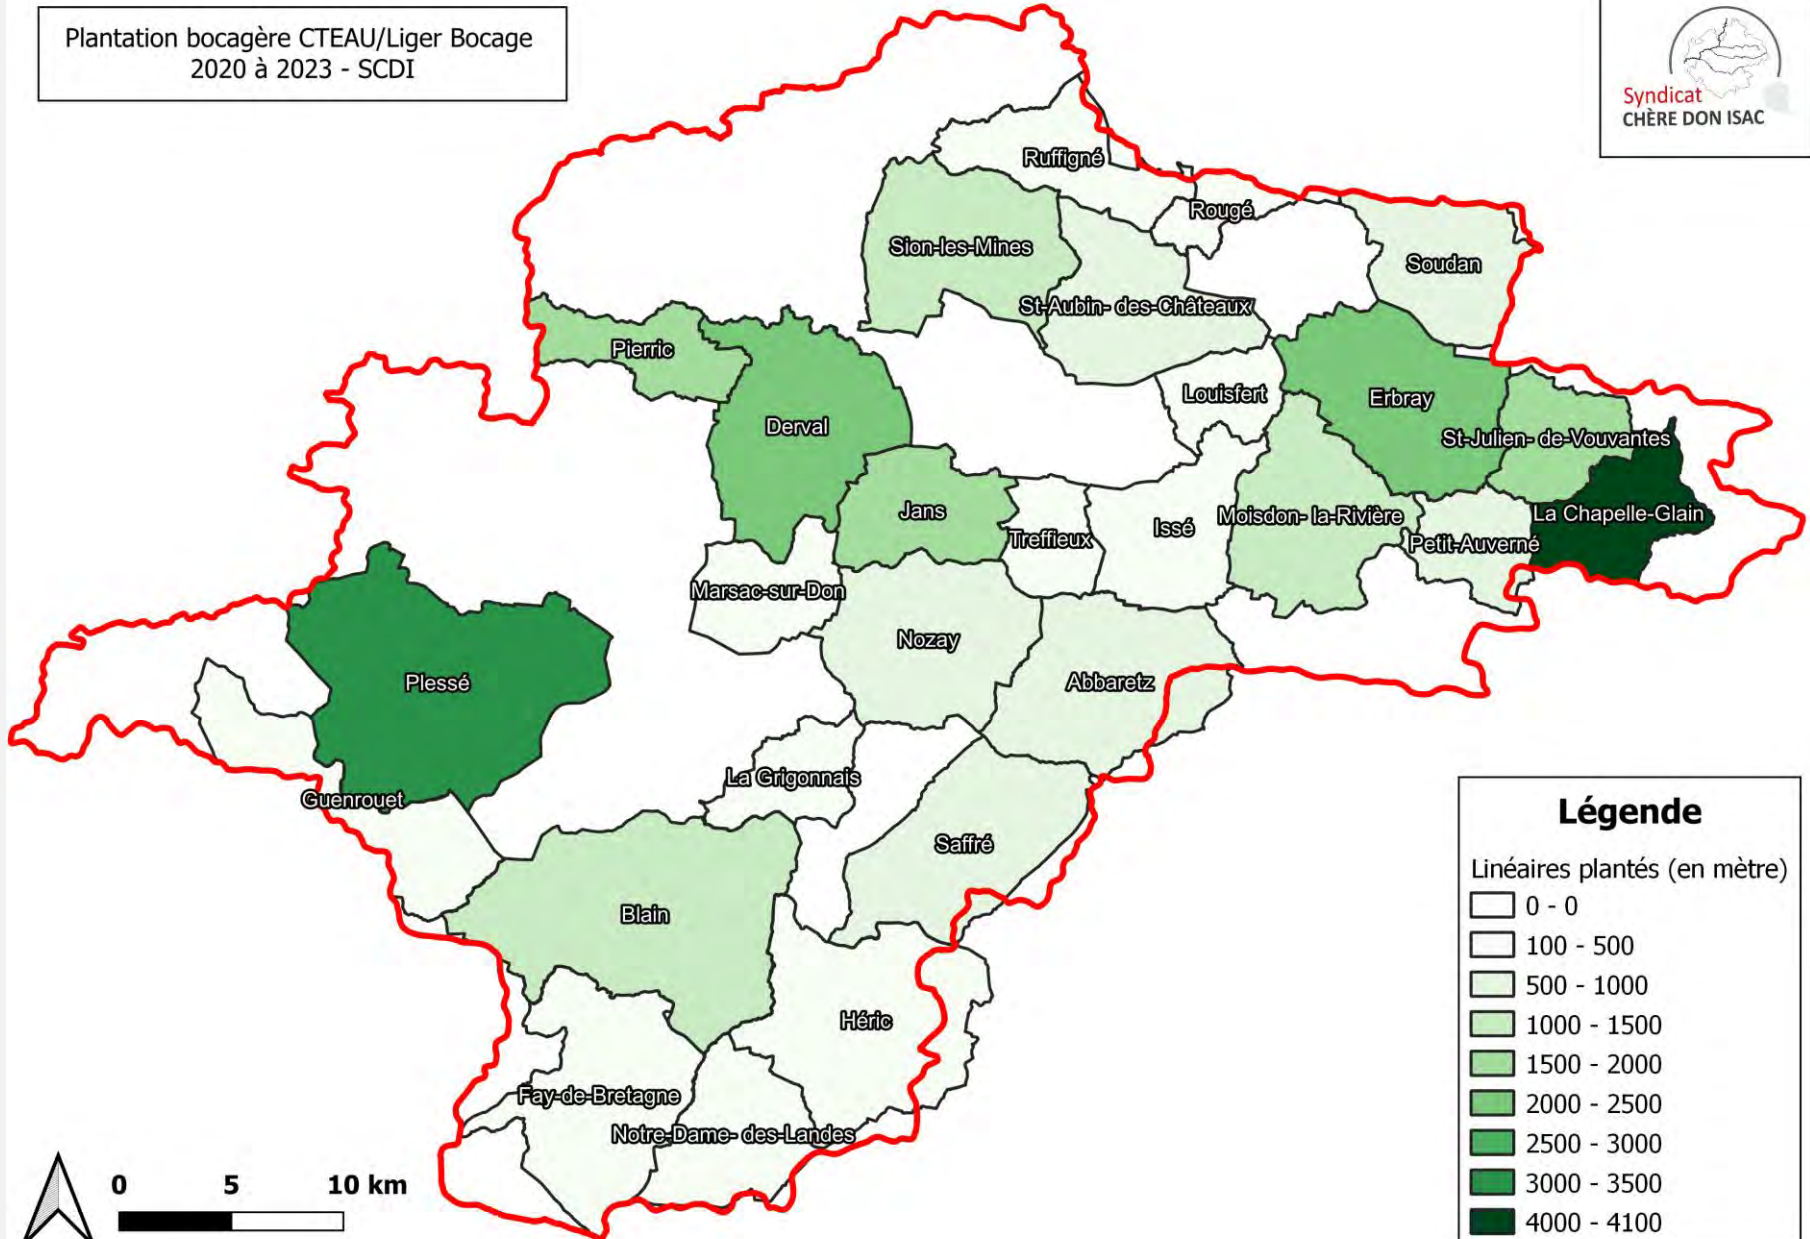 Plantation bocagère CTEAU/Liger Bocage
2020 à 2023 - SCDI
Syndicat
CHÈRE DON ISAC
Ruffigné
Rougé
Sion-les-Mines
Soudan
St-Aubin- des-Châteaux
Pierric
Louisfert
Erbray
Derval
St-Julien- de-Vouvantes
Jans
Treffieux
Issé
Moisdon- la-Rivière
La Chapelle-Glain
Petit-Auverné
Marsac-sur-Don
Nozay
Plessé
Abbaretz
La Grigonnais
Guenrouet
Saffré
Blain
Héric
Fay-de-Bretagne
Notre-Dame- des-Landes
0 5 10 km
Légende
Linéaires plantés (en mètre)
0 - 0
100 - 500
500 - 1000
1000 - 1500
1500 - 2000
2000 - 2500
2500 - 3000
3000 - 3500
4000 - 4100